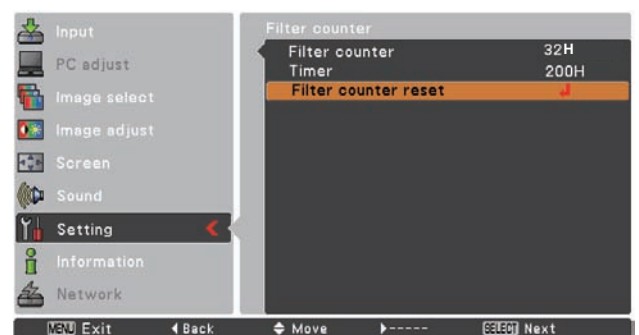 Input
PC adjust
Image select
Image adjust
Screen
Sound
Setting
Information
Network
Filter counter
Filter counter 32H
Timer 200H
Filter counter reset
MENU Exit Back Move ----- SELECT Next